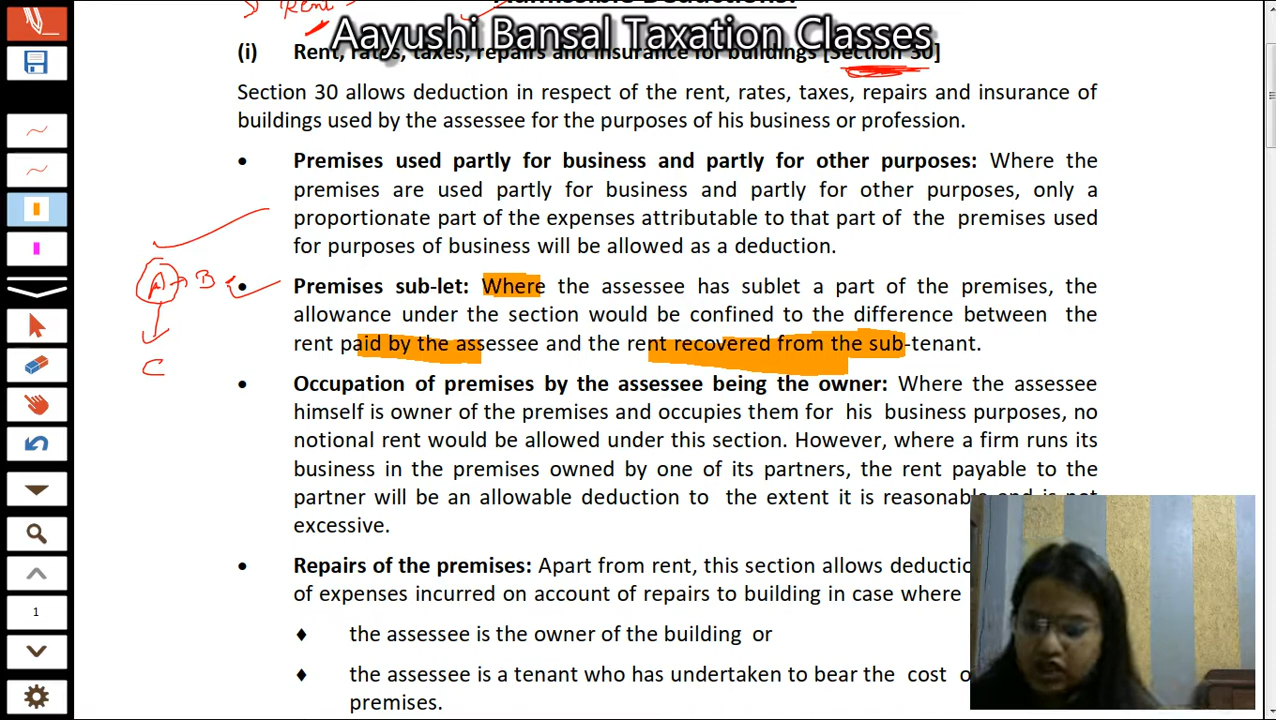 Rent
Admissible Deductions:
Aayushi Bansal Taxation Classes
(i) Rent, rates, taxes, repairs and insurance for buildings [Section 30]
Section 30 allows deduction in respect of the rent, rates, taxes, repairs and insurance of
buildings used by the assessee for the purposes of his business or profession.
• Premises used partly for business and partly for other purposes: Where the
premises are used partly for business and partly for other purposes, only a
proportionate part of the expenses attributable to that part of the premises used
for purposes of business will be allowed as a deduction.
A → B
C
• Premises sub-let: Where the assessee has sublet a part of the premises, the
allowance under the section would be confined to the difference between the
rent paid by the assessee and the rent recovered from the sub-tenant.
• Occupation of premises by the assessee being the owner: Where the assessee
himself is owner of the premises and occupies them for his business purposes, no
notional rent would be allowed under this section. However, where a firm runs its
business in the premises owned by one of its partners, the rent payable to the
partner will be an allowable deduction to the extent it is reasonable and is not
excessive.
• Repairs of the premises: Apart from rent, this section allows deductio
of expenses incurred on account of repairs to building in case where
♦ the assessee is the owner of the building or
♦ the assessee is a tenant who has undertaken to bear the cost o
premises.
1